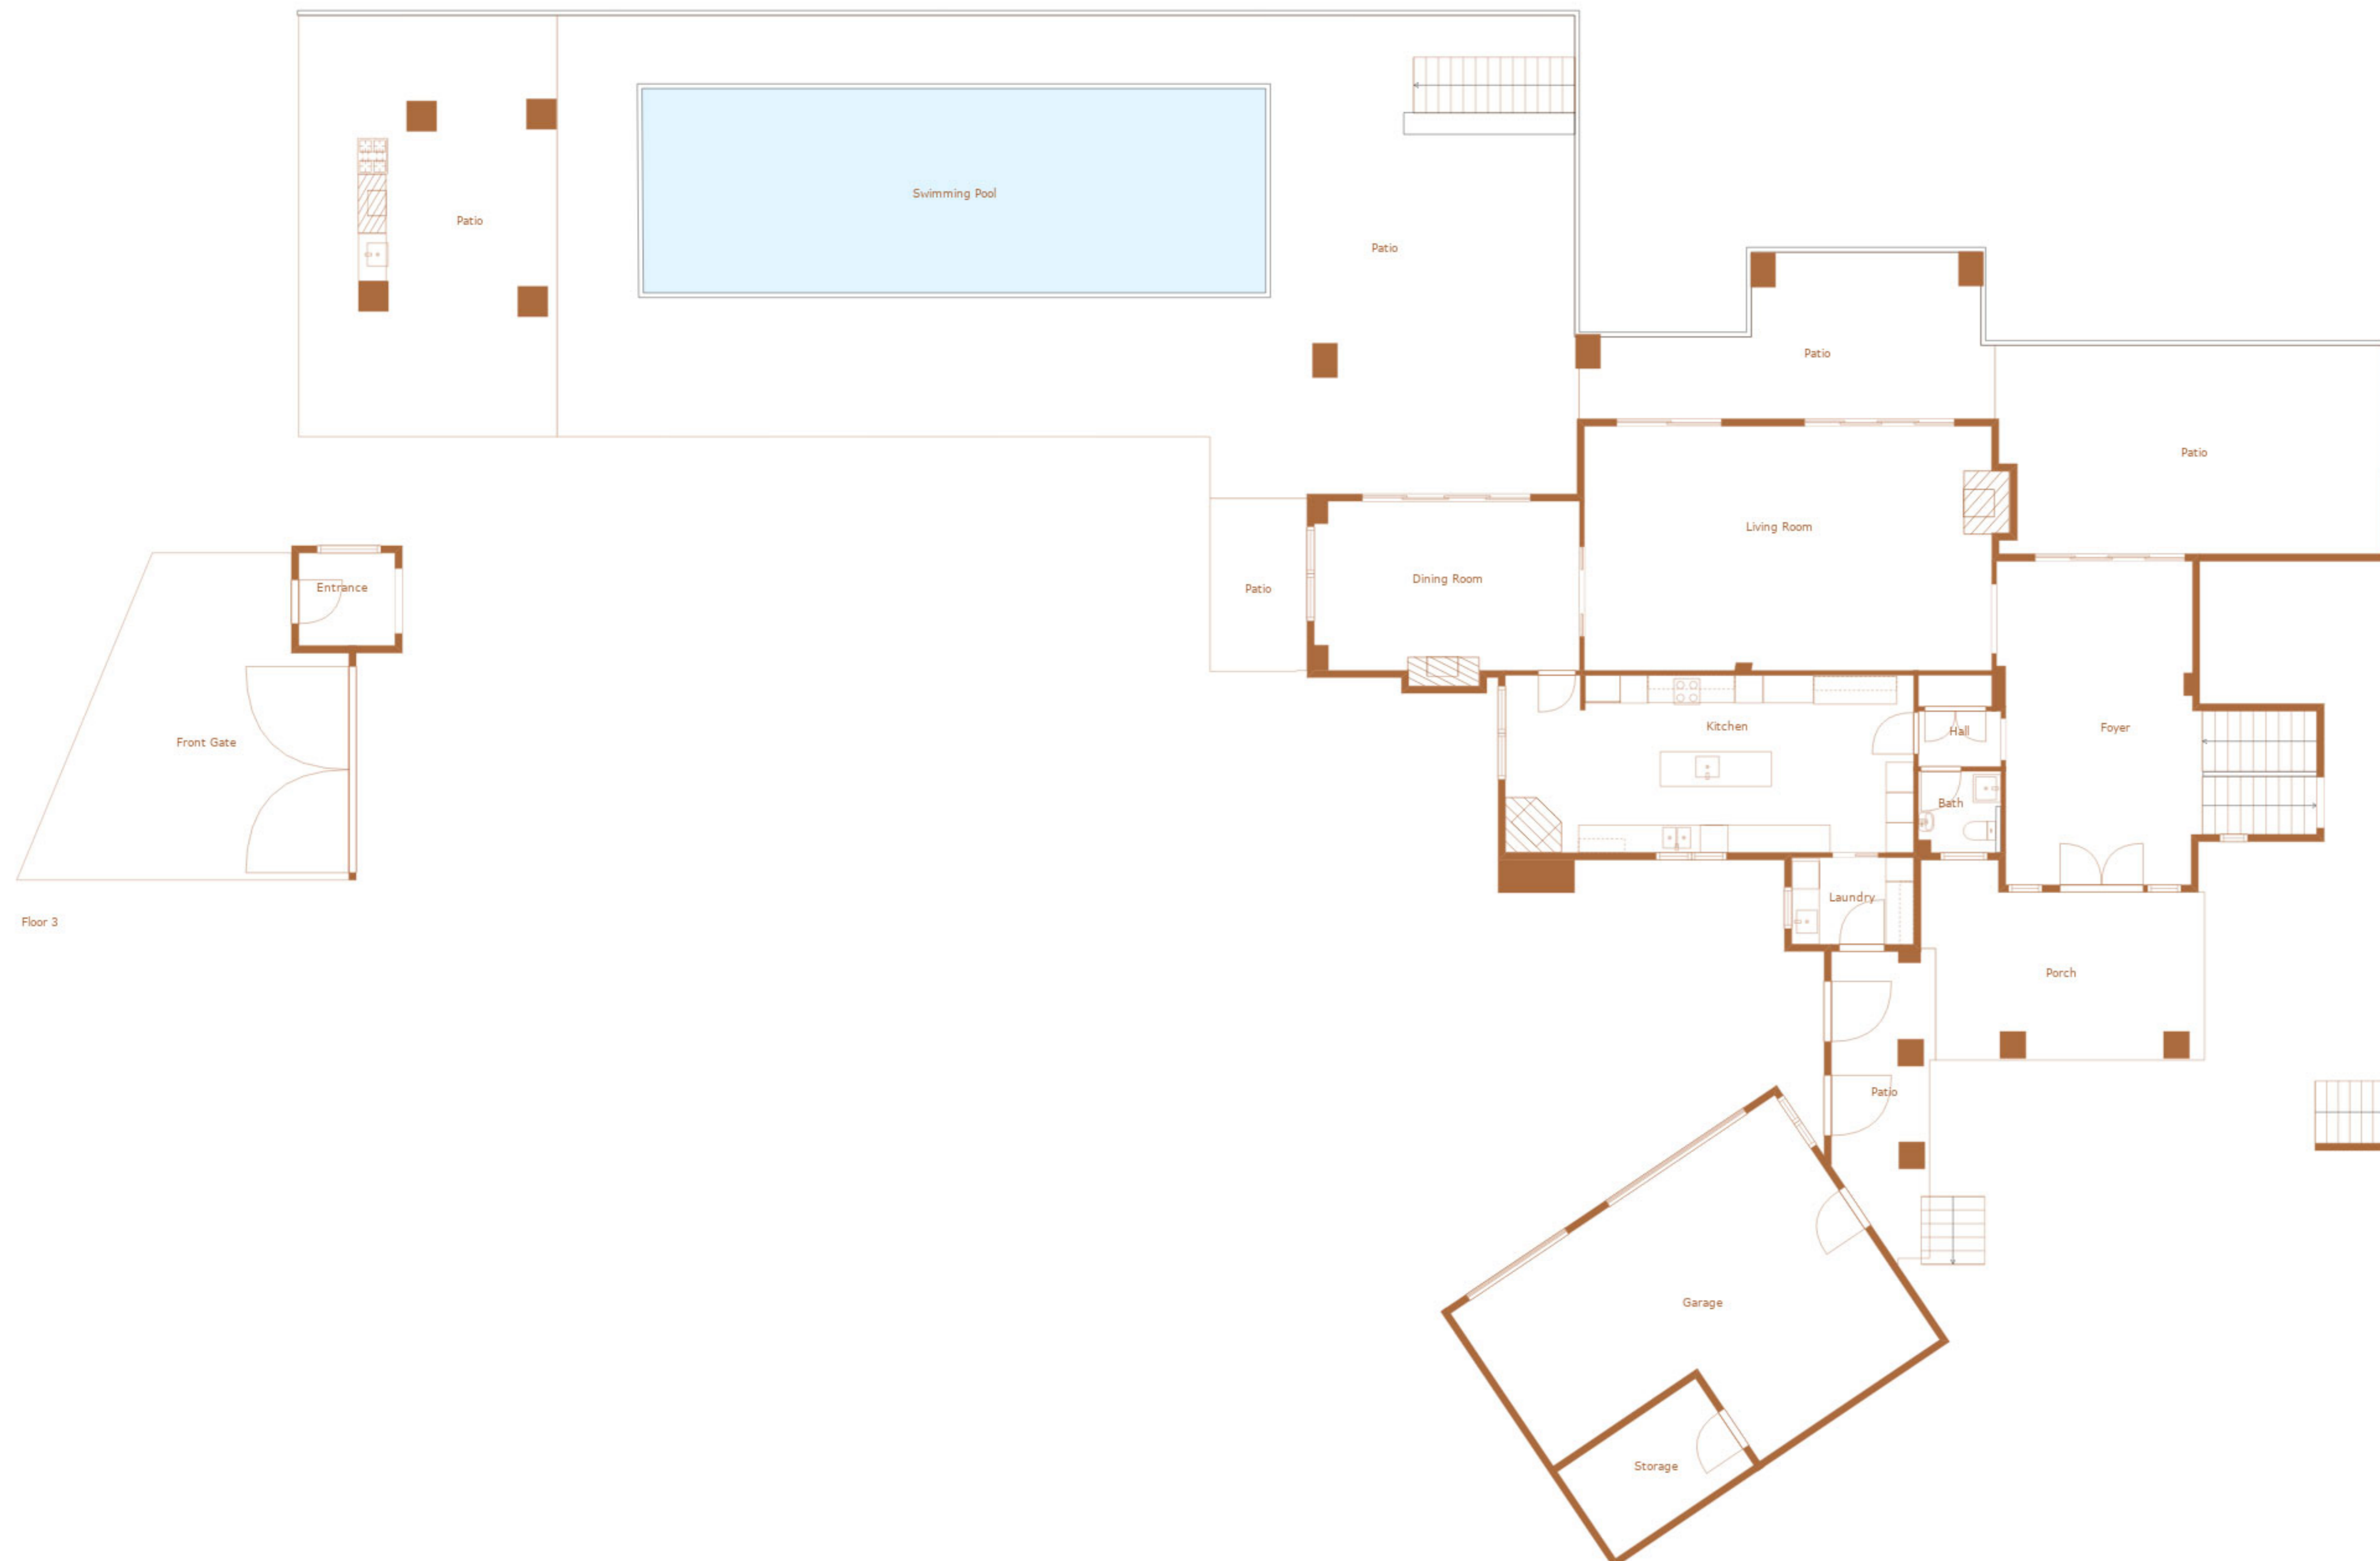 Swimming Pool
Patio
Patio
Patio
Patio
Living Room
Dining Room
Entrance
Patio
Kitchen
Foyer
Hall
Front Gate
Bath
Laundry
Floor 3
Porch
Patio
Garage
Storage